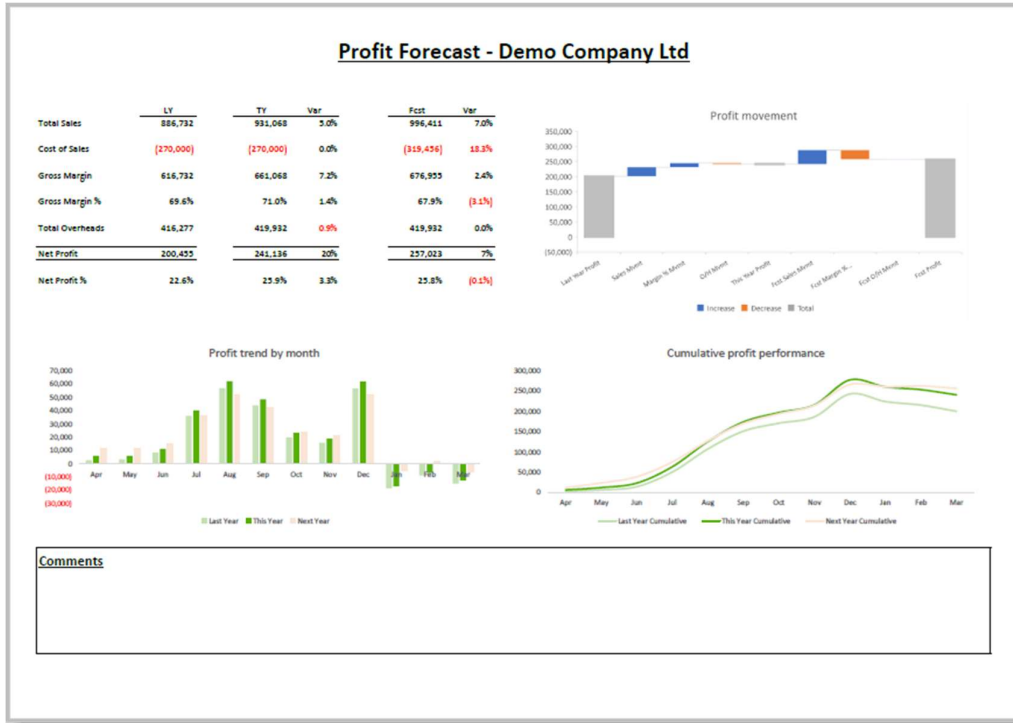 Profit Forecast - Demo Company Ltd
LY TY Var Fcst Var
Total Sales 886,732 931,068 5.0% 996,411 7.0%
Cost of Sales (270,000) (270,000) 0.0% (319,456) 18.3%
Gross Margin 616,732 661,068 7.2% 676,955 2.4%
Gross Margin % 69.6% 71.0% 1.4% 67.9% (3.1%)
Total Overheads 416,277 419,932 0.9% 419,932 0.0%
Net Profit 200,455 241,136 20% 257,023 7%
Net Profit % 22.6% 25.9% 3.3% 25.8% (0.1%)
Profit movement
350,000
300,000
250,000
200,000
150,000
100,000
50,000
0
(50,000)
Last Year Profit Sales Mvmt Margin % Mvmt O/H Mvmt This Year Profit Fcst Sales Mvmt Fcst Margin %... Fcst O/H Mvmt Fcst Profit
Increase Decrease Total
Profit trend by month
70,000
60,000
50,000
40,000
30,000
20,000
10,000
0
(10,000)
(20,000)
(30,000)
Apr May Jun Jul Aug Sep Oct Nov Dec Jan Feb Mar
Last Year This Year Next Year
Cumulative profit performance
300,000
250,000
200,000
150,000
100,000
50,000
0
Apr May Jun Jul Aug Sep Oct Nov Dec Jan Feb Mar
Last Year Cumulative This Year Cumulative Next Year Cumulative
Comments